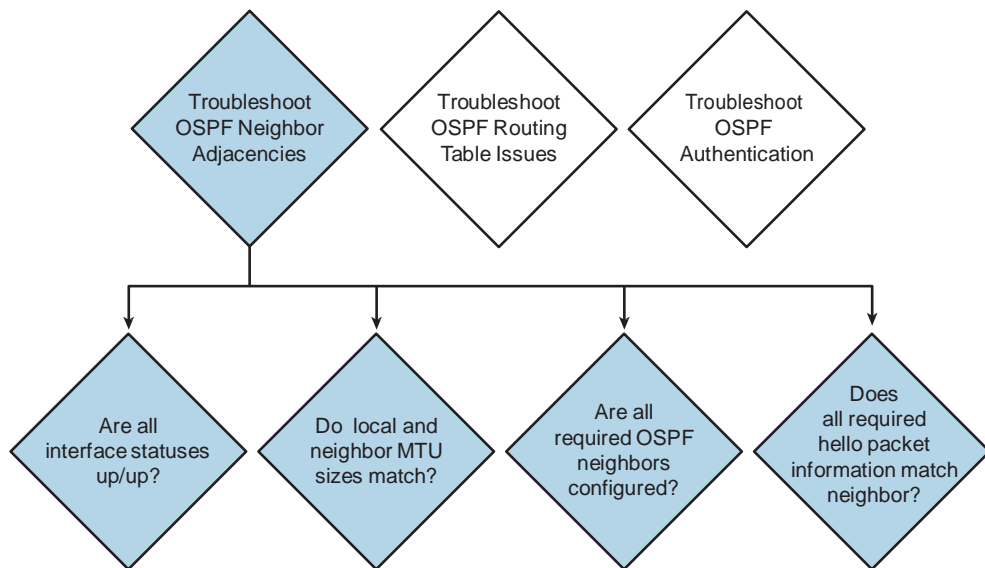 Troubleshoot
OSPF Neighbor
Adjacencies
Troubleshoot
OSPF Routing
Table Issues
Troubleshoot
OSPF
Authentication
Are all
interface statuses
up/up?
Do local and
neighbor MTU
sizes match?
Are all
required OSPF
neighbors
configured?
Does
all required
hello packet
information match
neighbor?